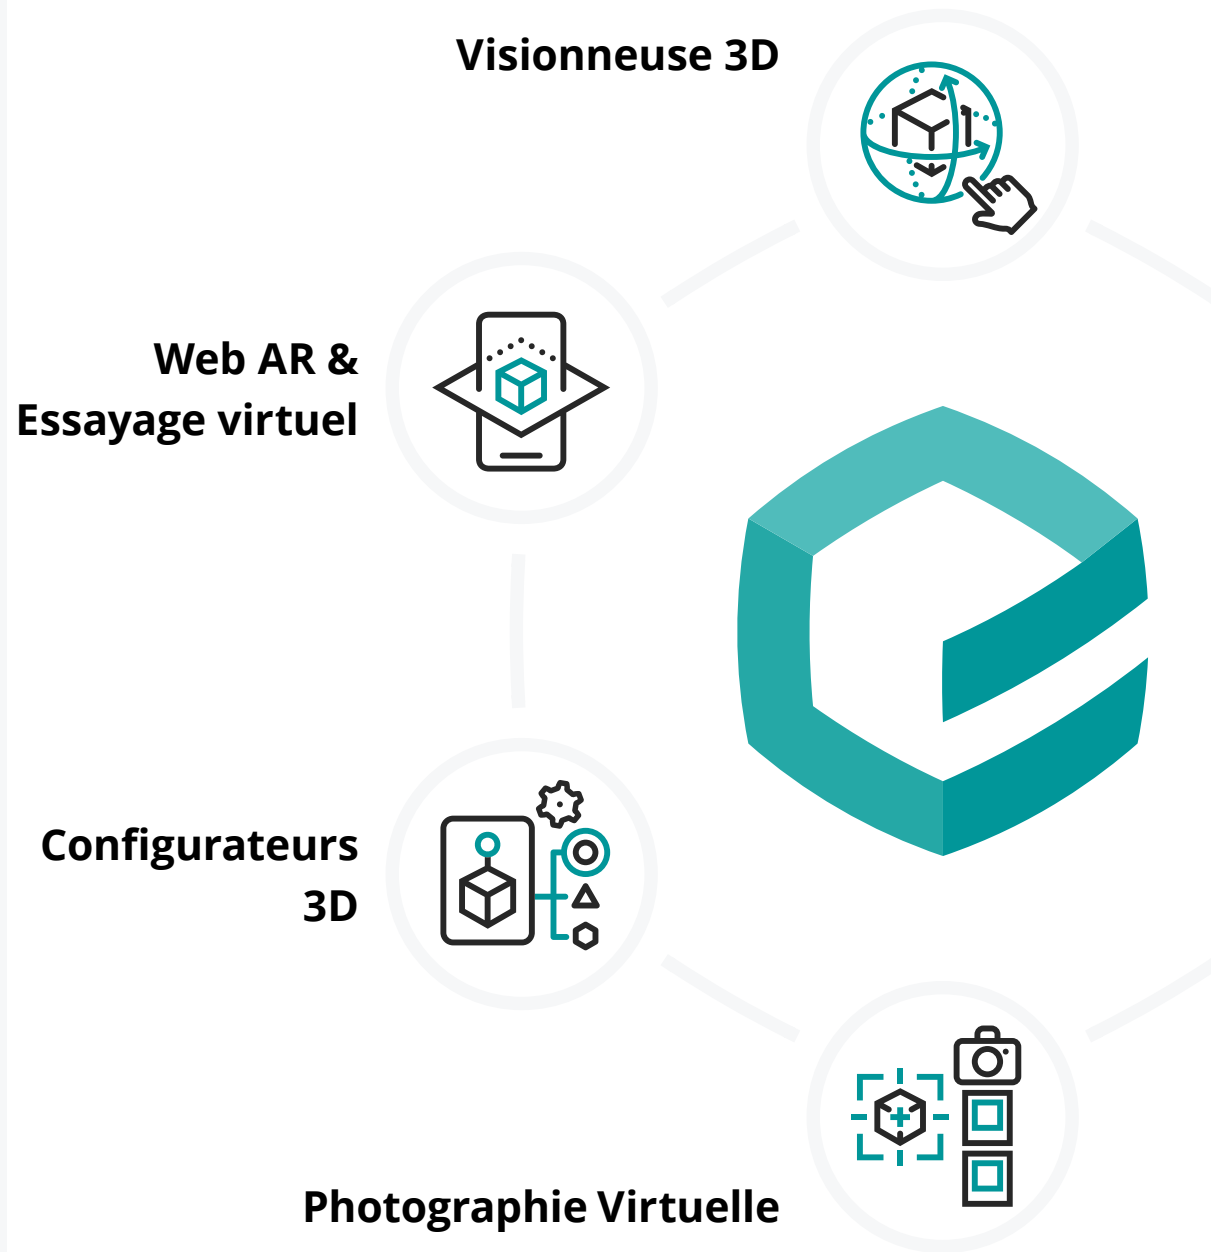 Visionneuse 3D
Web AR &
Essayage virtuel
Configurateurs
3D
Photographie Virtuelle